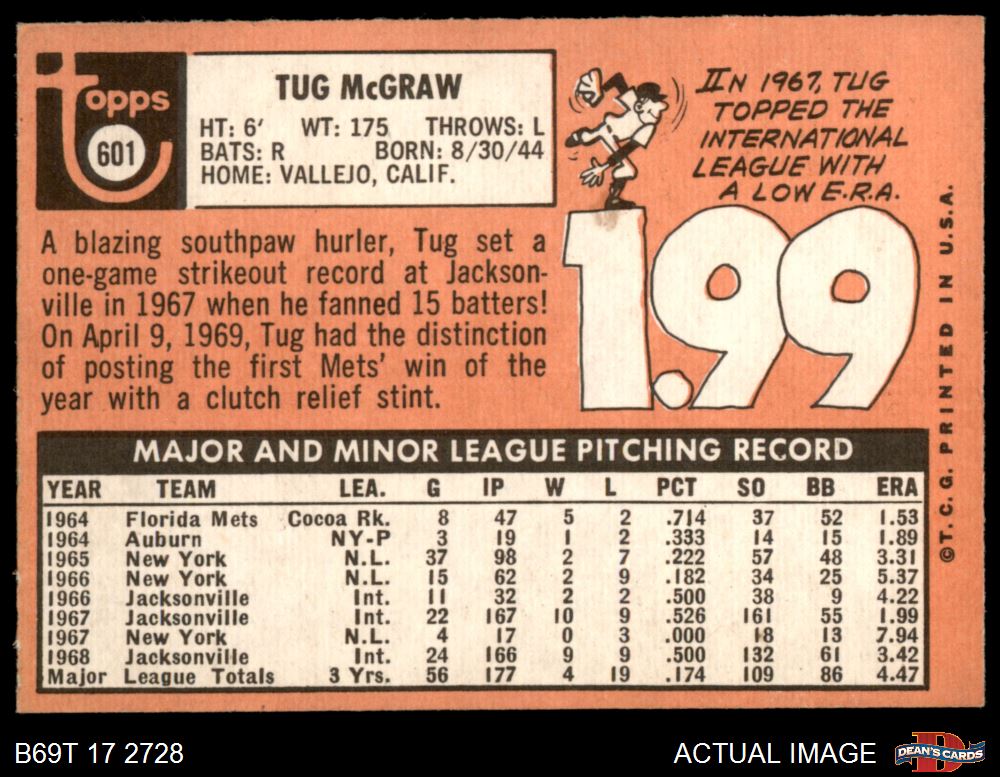 Topps
601
TUG McGRAW
HT: 6' WT: 175 THROWS: L
BATS: R BORN: 8/30/44
HOME: VALLEJO, CALIF.
IN 1967, TUG
TOPPED THE
INTERNATIONAL
LEAGUE WITH
A LOW E.R.A.
1.99
A blazing southpaw hurler, Tug set a
one-game strikeout record at Jackson-
ville in 1967 when he fanned 15 batters!
On April 9, 1969, Tug had the distinction
of posting the first Mets' win of the
year with a clutch relief stint.
©T.C.G. PRINTED IN U.S.A.
MAJOR AND MINOR LEAGUE PITCHING RECORD
YEAR TEAM LEA. G IP W L PCT SO BB ERA
1964 Florida Mets Cocoa Rk. 8 47 5 2 .714 37 52 1.53
1964 Auburn NY-P 3 19 1 2 .333 14 15 1.89
1965 New York N.L. 37 98 2 7 .222 57 48 3.31
1966 New York N.L. 15 62 2 9 .182 34 25 5.37
1966 Jacksonville Int. 11 32 2 2 .500 38 9 4.22
1967 Jacksonville Int. 22 167 10 9 .526 161 55 1.99
1967 New York N.L. 4 17 0 3 .000 18 13 7.94
1968 Jacksonville Int. 24 166 9 9 .500 132 61 3.42
Major League Totals 3 Yrs. 56 177 4 19 .174 109 86 4.47
B69T 17 2728
ACTUAL IMAGE
D
DEAN'S CARDS